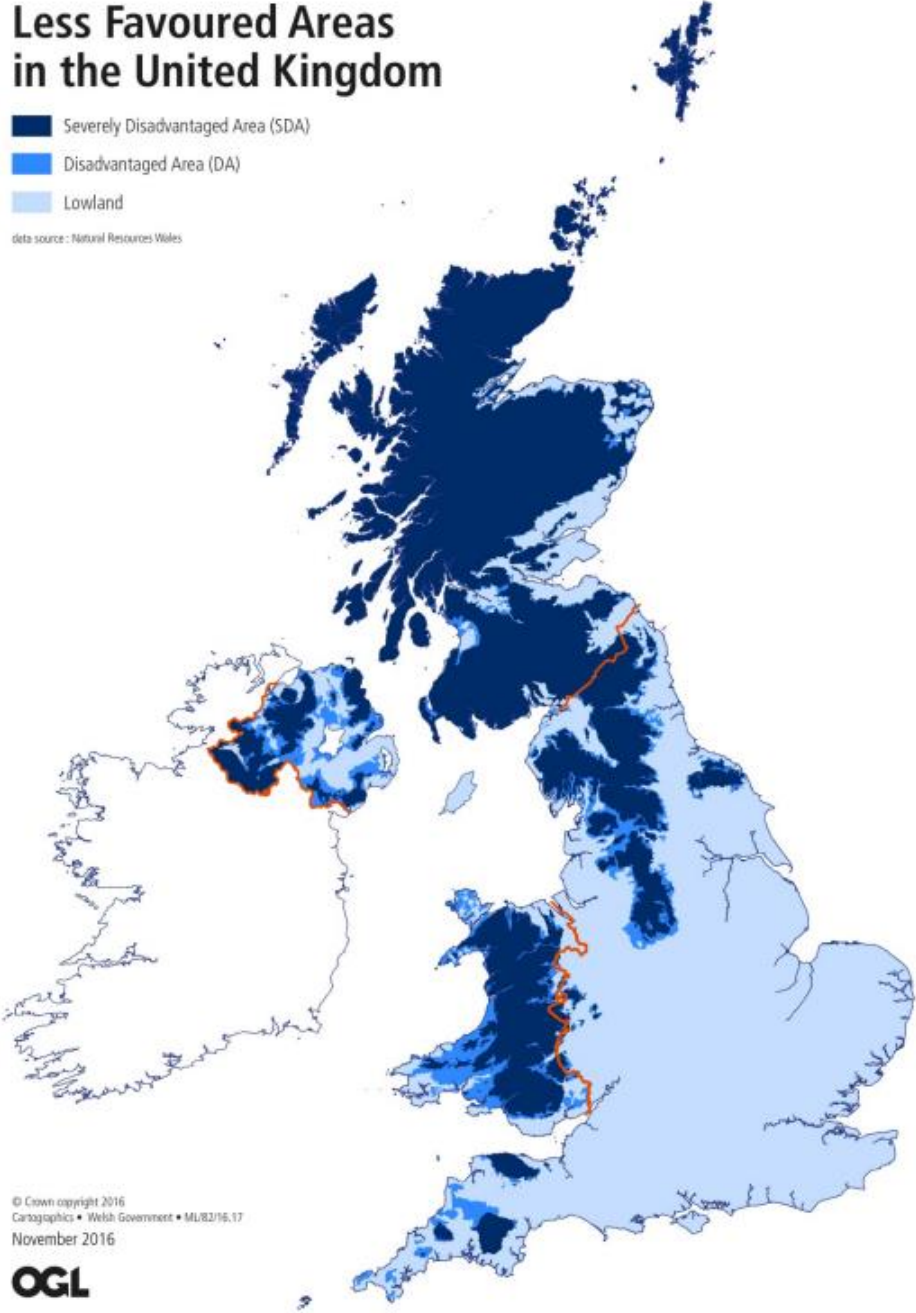 Less Favoured Areas
in the United Kingdom
Severely Disadvantaged Area (SDA)
Disadvantaged Area (DA)
Lowland
data source : Natural Resources Wales
© Crown copyright 2016
Cartographics • Welsh Government • ML/82/16.17
November 2016
OGL